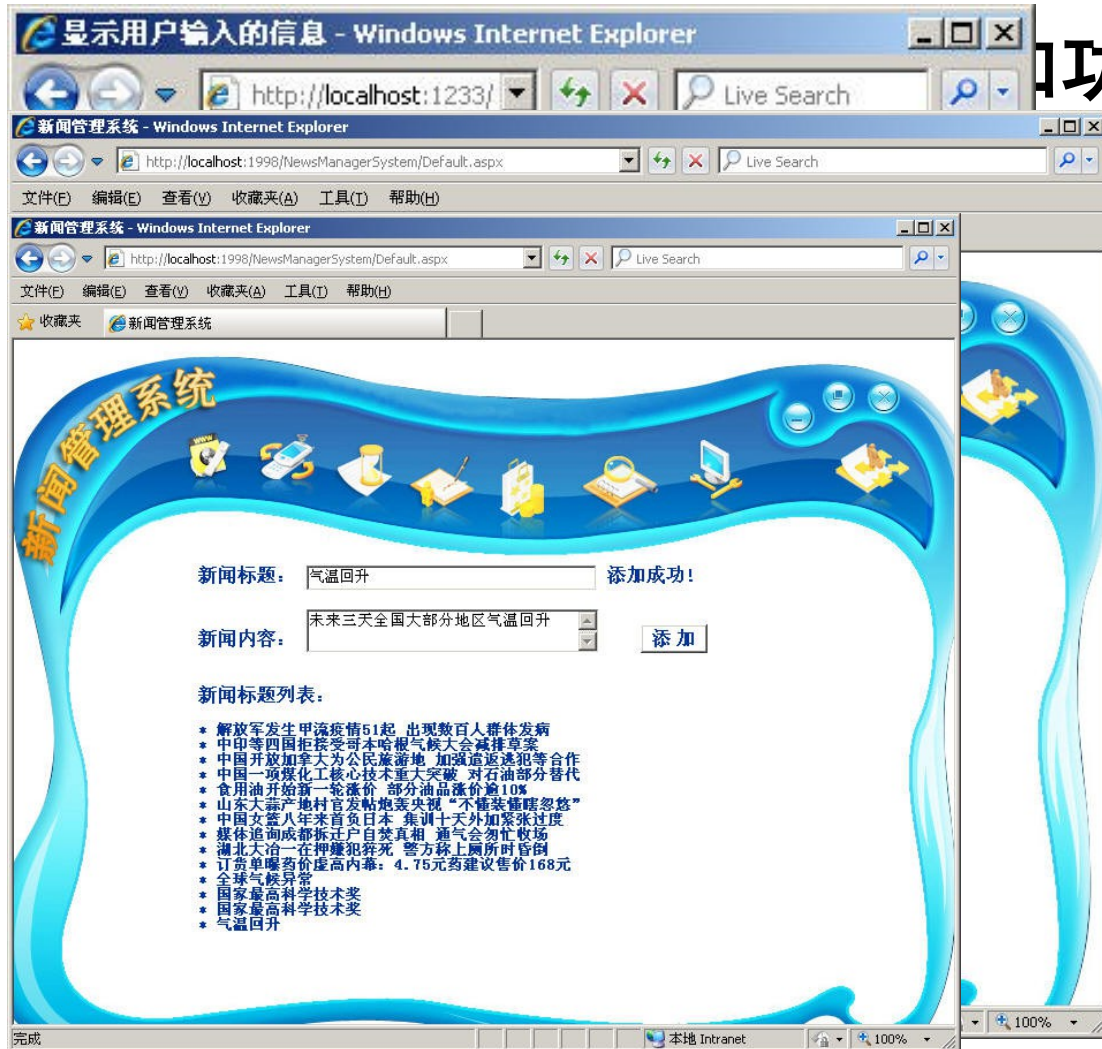 显示用户输入的信息 - Windows Internet Explorer
http://localhost:1233/
Live Search
新闻管理系统 - Windows Internet Explorer
http://localhost:1998/NewsManagerSystem/Default.aspx
Live Search
文件(F) 编辑(E) 查看(V) 收藏夹(A) 工具(T) 帮助(H)
新闻管理系统 - Windows Internet Explorer
http://localhost:1998/NewsManagerSystem/Default.aspx
Live Search
文件(F) 编辑(E) 查看(V) 收藏夹(A) 工具(T) 帮助(H)
收藏夹 新闻管理系统
新闻管理系统
WWW
新闻标题: 气温回升 添加成功!
新闻内容: 未来三天全国大部分地区气温回升 添 加
新闻标题列表:
* 解放军发生甲流疫情51起 出现数百人群体发病
* 中印等四国拒接受哥本哈根气候大会减排草案
* 中国开放加拿大为公民旅游地 加强遣返逃犯等合作
* 中国一项煤化工核心技术重大突破 对石油部分替代
* 食用油开始新一轮涨价 部分油品涨价逾10%
* 山东大蒜产地村官发帖炮轰央视“不懂装懂瞎忽悠”
* 中国女篮八年来首负日本 集训十天外加紧张过度
* 媒体追询成都拆迁户自焚真相 通气会匆忙收场
* 湖北大冶一在押嫌犯猝死 警方称上厕所时昏倒
* 订货单曝药价虚高内幕: 4.75元药建议售价168元
* 全球气候异常
* 国家最高科学技术奖
* 国家最高科学技术奖
* 气温回升
100%
完成 本地 Intranet 100%